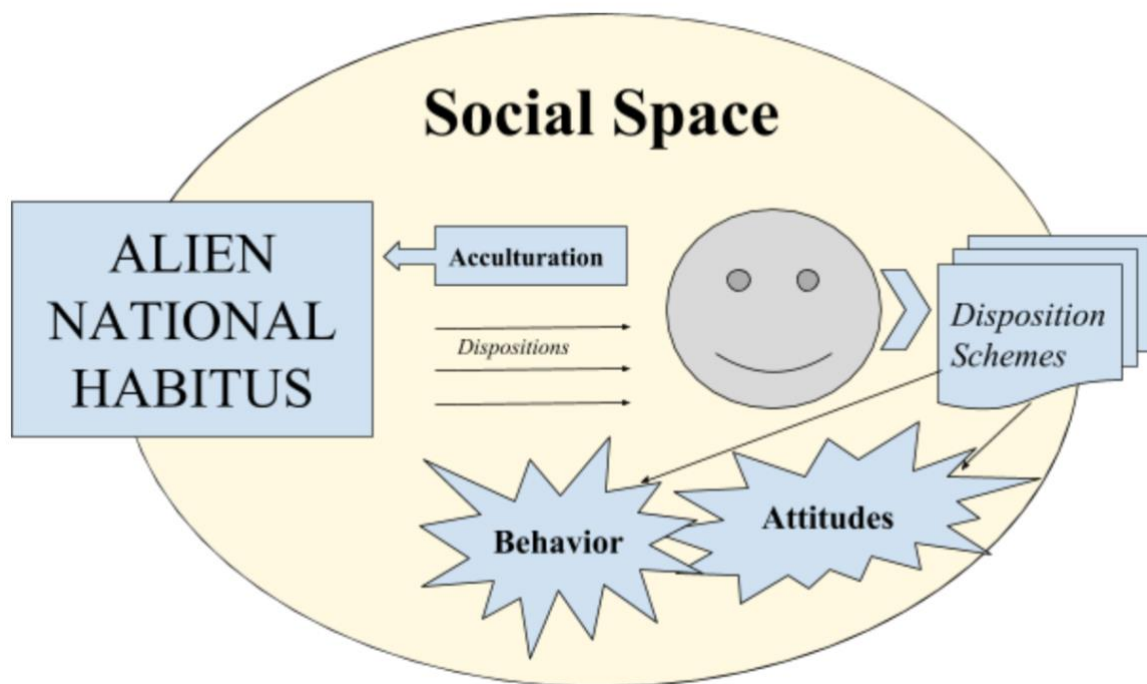 Social Space
ALIEN
NATIONAL
HABITUS
Acculturation
Dispositions
Disposition
Schemes
Behavior
Attitudes